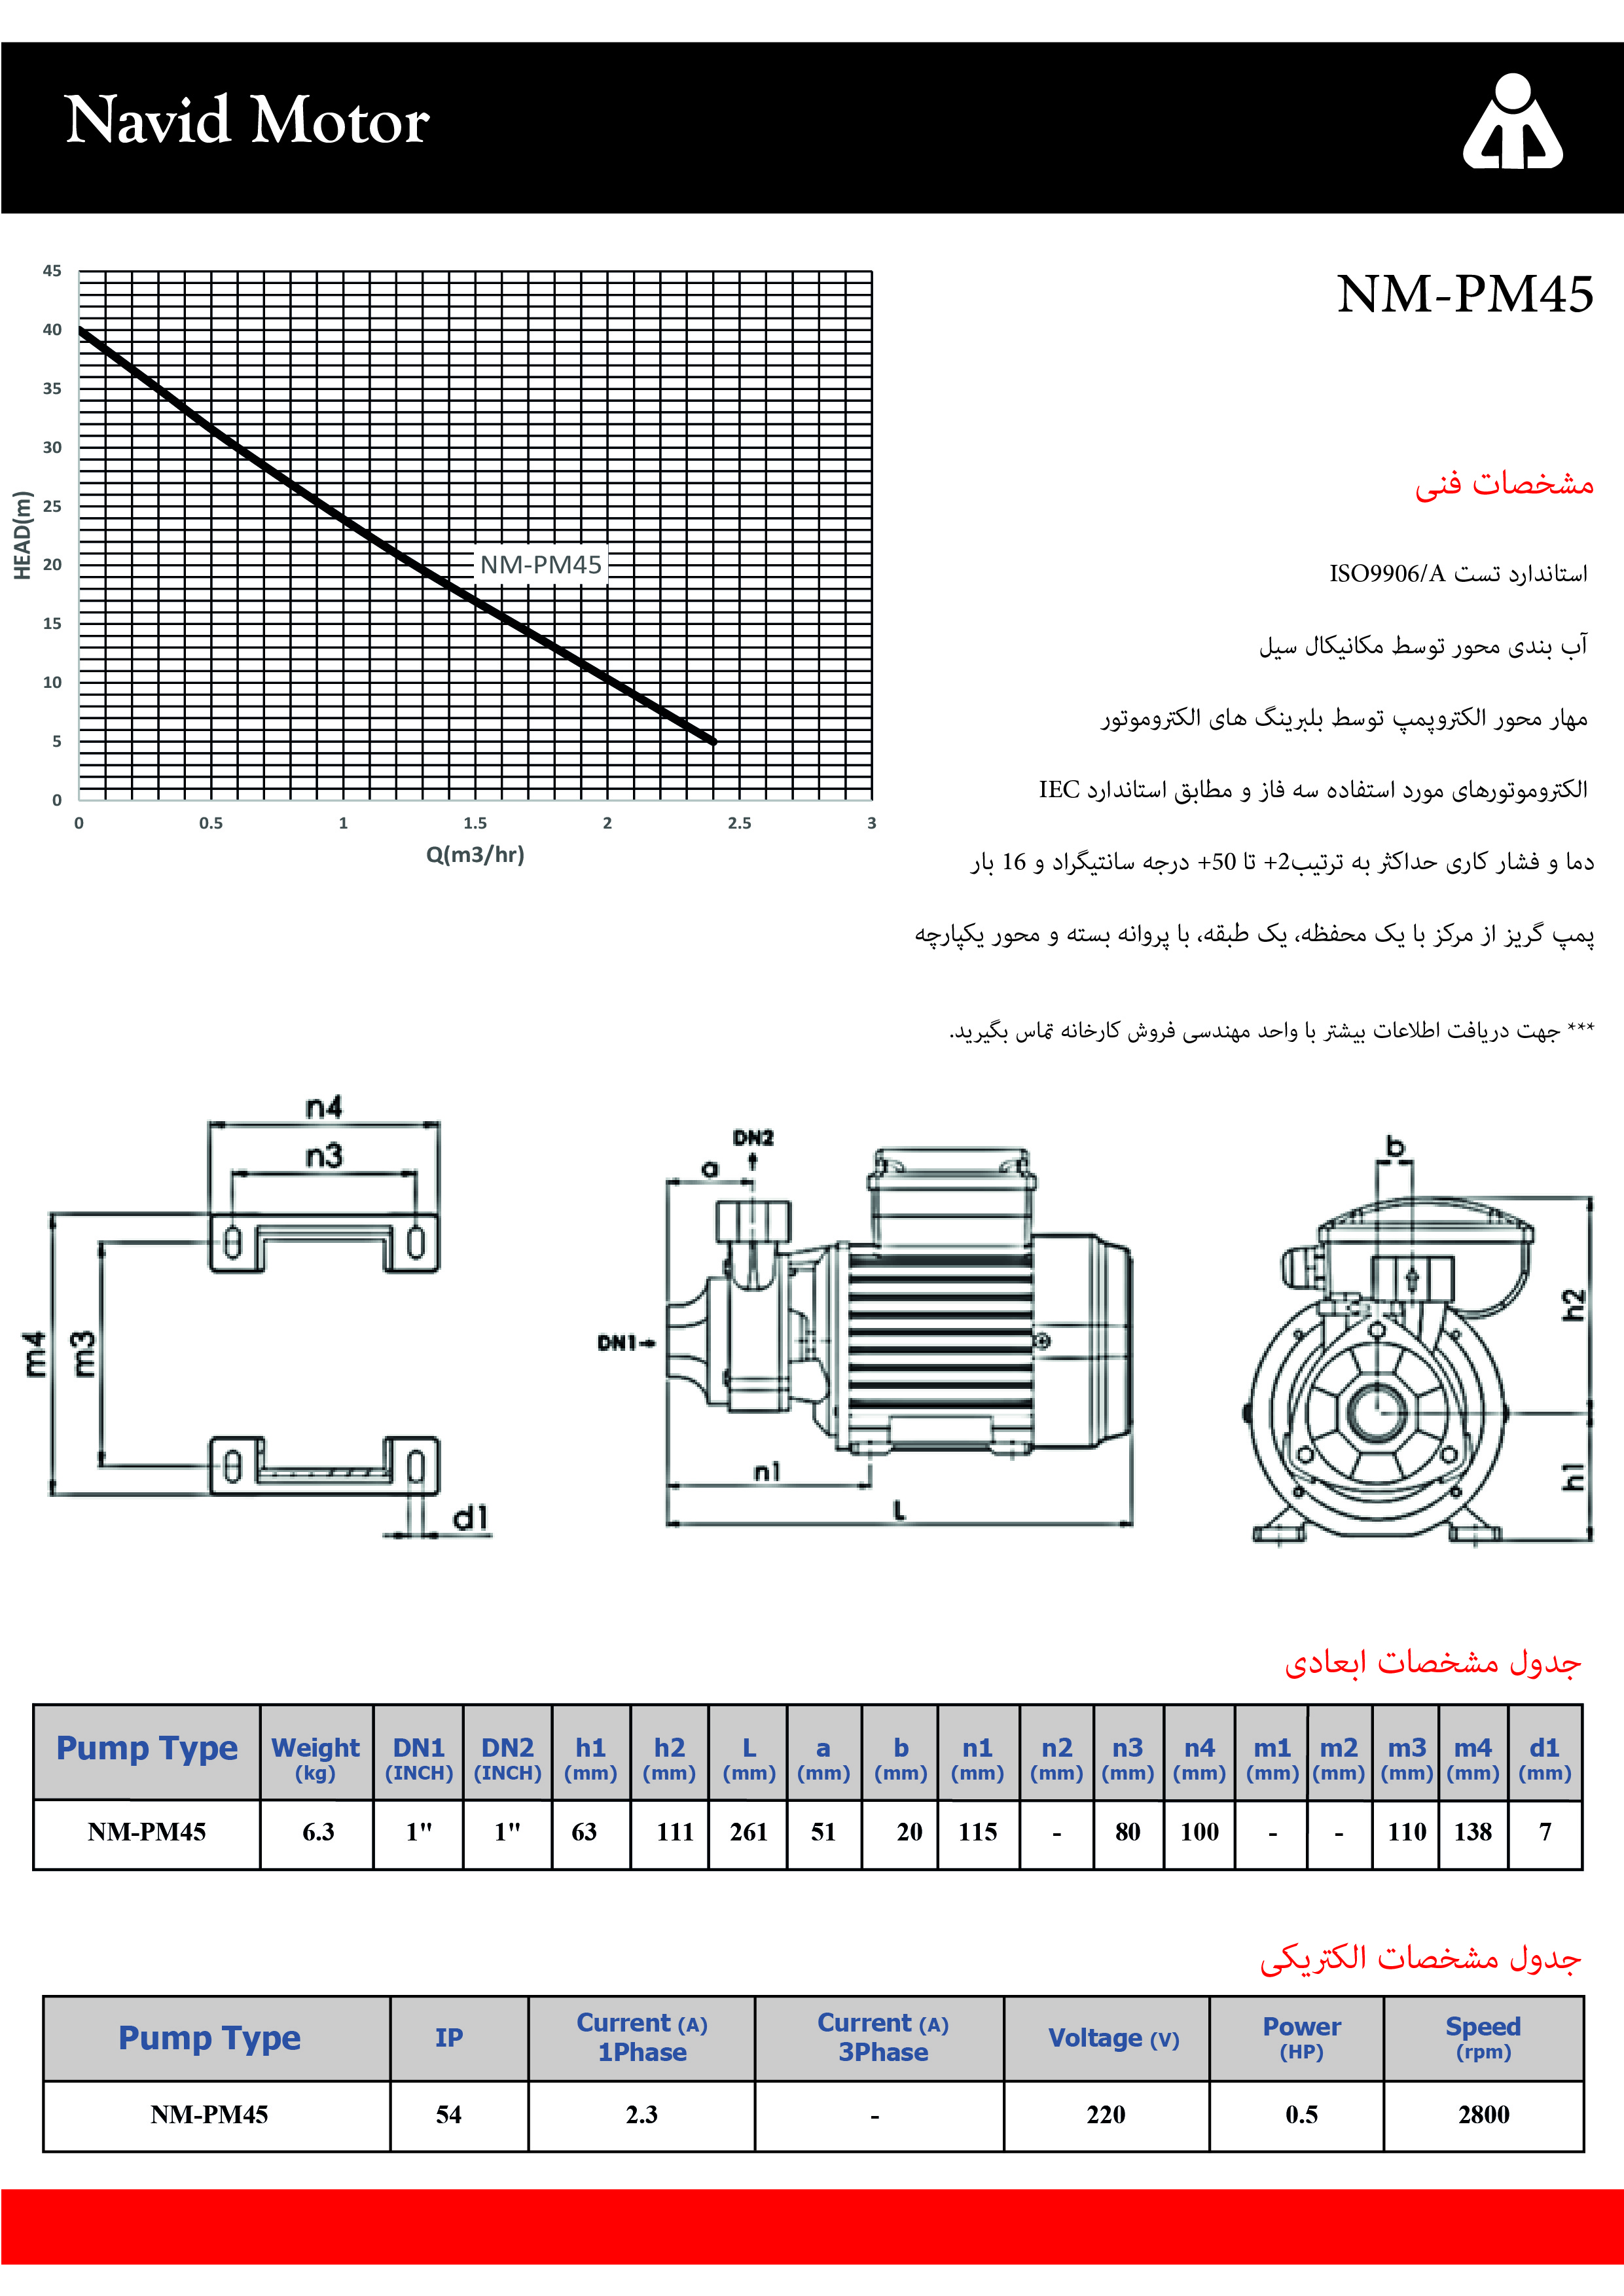 Navid Motor
NM-PM45
45
40
35
30
25
20
15
10
5
0
HEAD(m)
NM-PM45
0 0.5 1 1.5 2 2.5 3
Q(m3/hr)
مشخصات فنی
استاندارد تست ISO9906/A
آب بندی محور توسط مکانیکال سیل
مهار محور الکتروپمپ توسط بلبرینگ های الکتروموتور
الکتروموتورهای مورد استفاده سه فاز و مطابق استاندارد IEC
دما و فشار کاری حداکثر به ترتیب2+ تا 50+ درجه سانتیگراد و 16 بار
پمپ گریز از مرکز با یک محفظه، یک طبقه، با پروانه بسته و محور یکپارچه
*** جهت دریافت اطلاعات بیشتر با واحد مهندسی فروش کارخانه تماس بگیرید.
n4
n3
m4
m3
d1
DN2
a
DN1
n1
L
b
h2
h1
جدول مشخصات ابعادی
Pump Type Weight DN1 DN2 h1 h2 L a b n1 n2 n3 n4 m1 m2 m3 m4 d1
(kg) (INCH) (INCH) (mm) (mm) (mm) (mm) (mm) (mm) (mm) (mm) (mm) (mm) (mm) (mm) (mm) (mm)
NM-PM45 6.3 1" 1" 63 111 261 51 20 115 - 80 100 - - 110 138 7
جدول مشخصات الکتریکی
Pump Type IP Current (A) Current (A) Voltage (V) Power Speed
1Phase 3Phase (HP) (rpm)
NM-PM45 54 2.3 - 220 0.5 2800